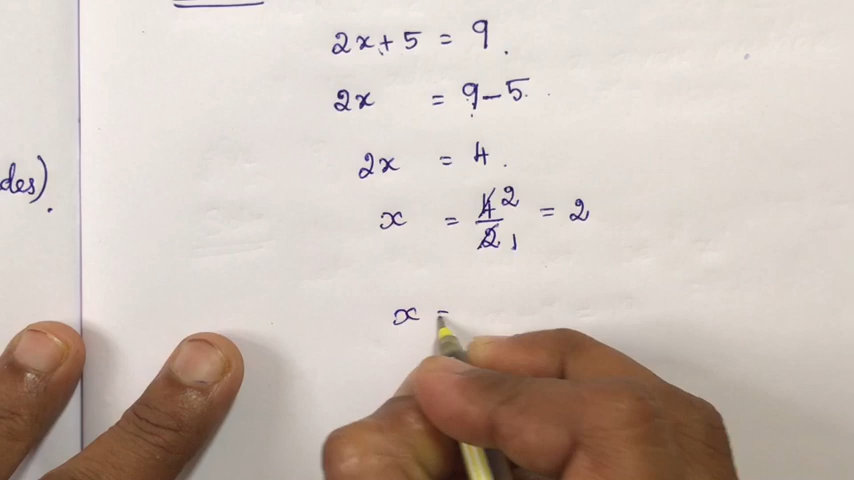 2x + 5 = 9.
2x = 9 - 5.
des).
2x = 4.
x = 4 2 / 2 1 = 2
x =